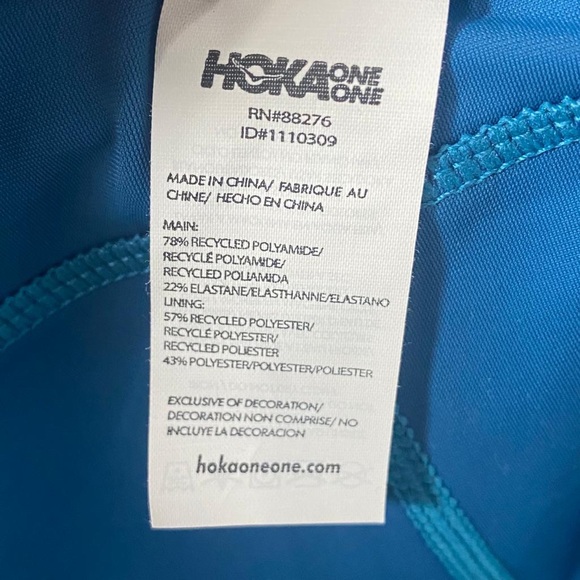 HOKA ONE ONE
RN#88276
ID#1110309
MADE IN CHINA/ FABRIQUE AU
CHINE/ HECHO EN CHINA
MAIN:
78% RECYCLED POLYAMIDE/
RECYCLÉ POLYAMIDE/
RECYCLED POLIAMIDA
22% ELASTANE/ELASTHANNE/ELASTANO
LINING:
57% RECYCLED POLYESTER/
RECYCLÉ POLYESTER/
RECYCLED POLIESTER
43% POLYESTER/POLYESTER/POLIESTER
EXCLUSIVE OF DECORATION/
DECORATION NON COMPRISE/ NO
INCLUYE LA DECORACION
hokaoneone.com